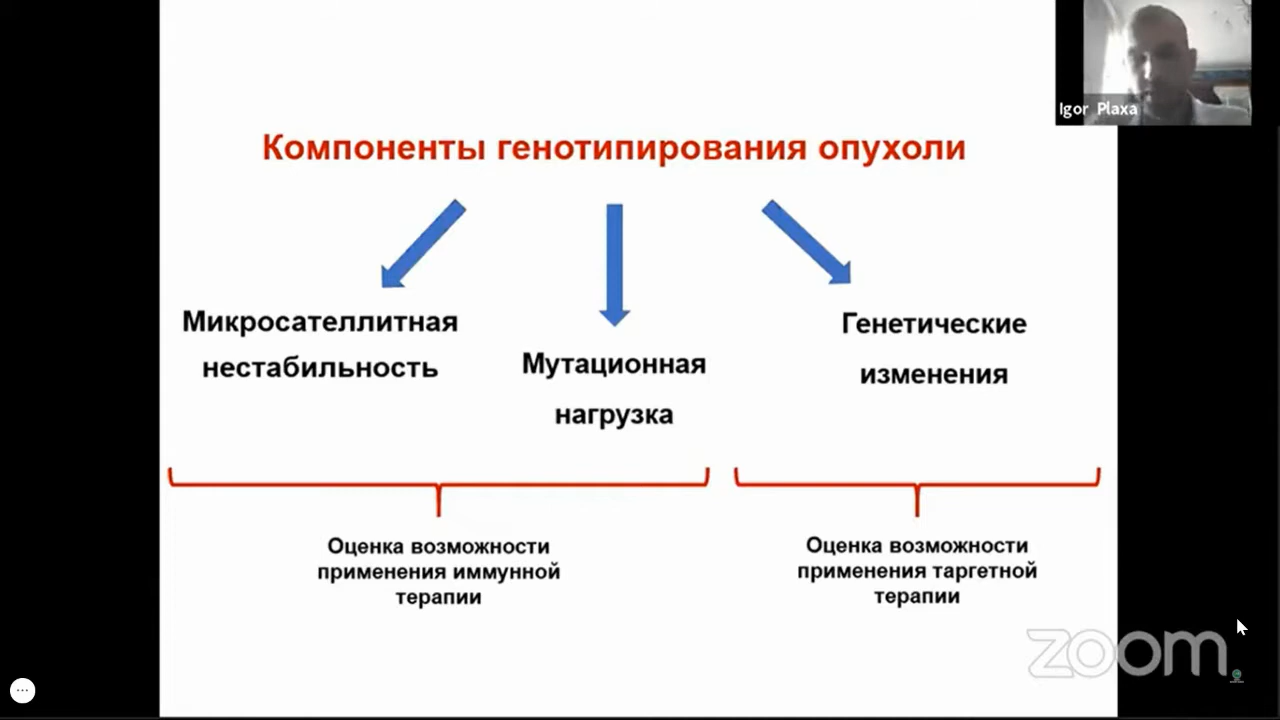 Igor Plaxa
Компоненты генотипирования опухоли
Микросателлитная
нестабильность
Мутационная
нагрузка
Генетические
изменения
Оценка возможности
применения иммунной
терапии
Оценка возможности
применения таргетной
терапии
zoom